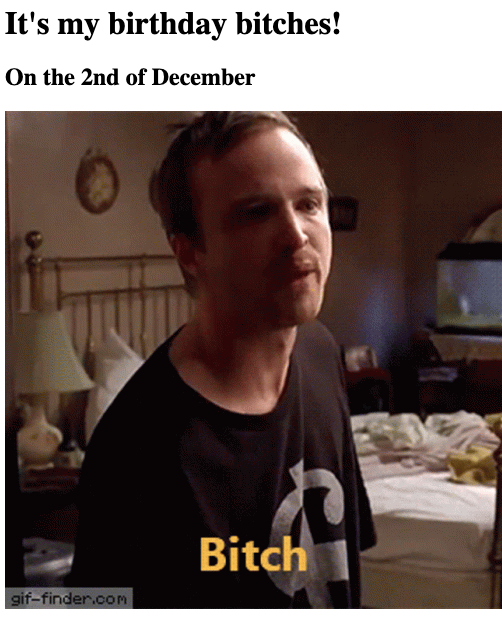 It's my birthday bitches!
On the 2nd of December
Bitch
gif-finder.com